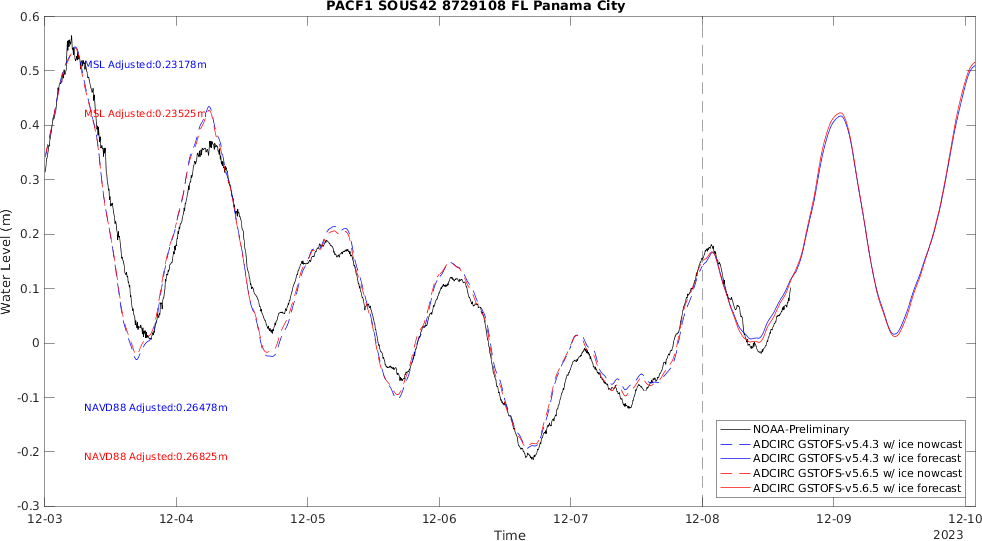 PACF1 SOUS42 8729108 FL Panama City
0.6
0.5
0.4
0.3
0.2
0.1
0
-0.1
-0.2
-0.3
Water Level (m)
MSL Adjusted:0.23178m
MSL Adjusted:0.23525m
NAVD88 Adjusted:0.26478m
NAVD88 Adjusted:0.26825m
NOAA-Preliminary
ADCIRC GSTOFS-v5.4.3 w/ ice nowcast
ADCIRC GSTOFS-v5.4.3 w/ ice forecast
ADCIRC GSTOFS-v5.6.5 w/ ice nowcast
ADCIRC GSTOFS-v5.6.5 w/ ice forecast
12-03 12-04 12-05 12-06 12-07 12-08 12-09 12-10
Time
2023